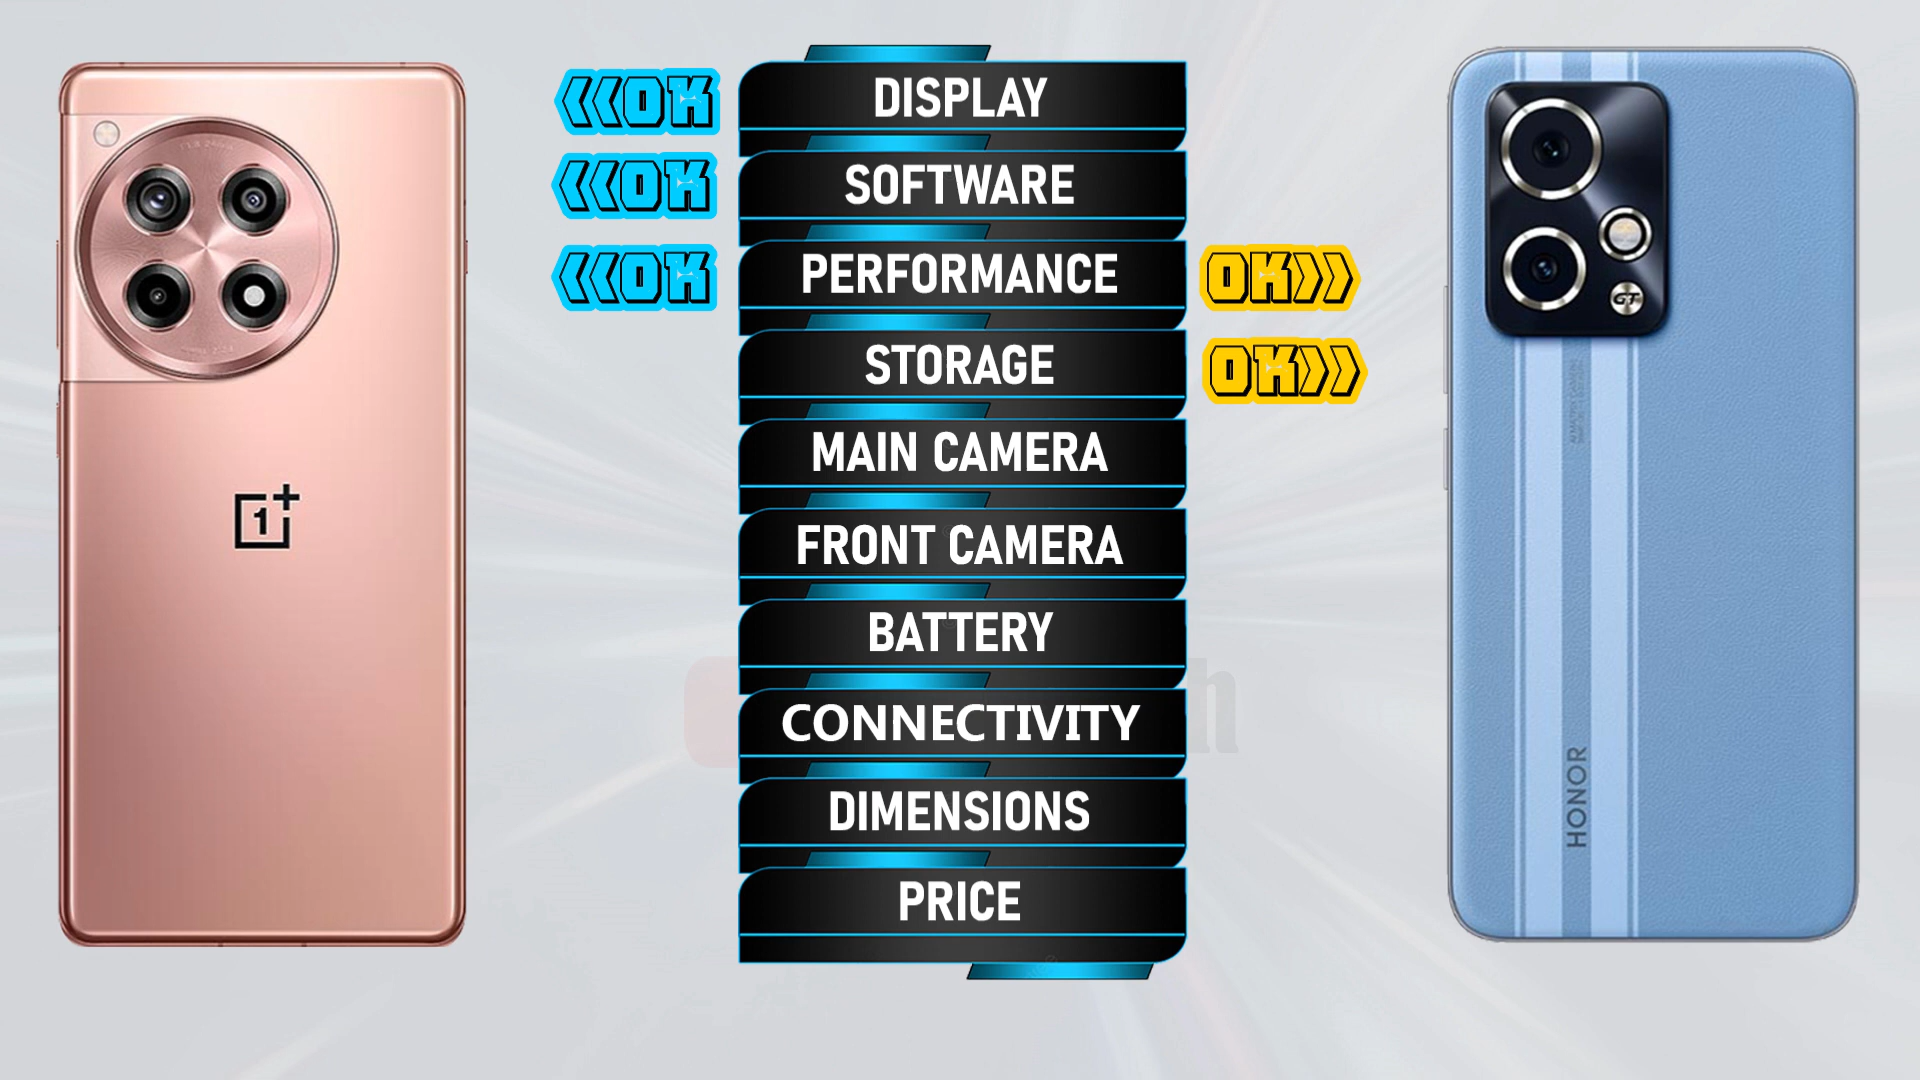 <<OK DISPLAY
<<OK SOFTWARE
<<OK PERFORMANCE OK>>
STORAGE OK>>
MAIN CAMERA
FRONT CAMERA
BATTERY
CONNECTIVITY
DIMENSIONS
PRICE
1+
GT
HONOR